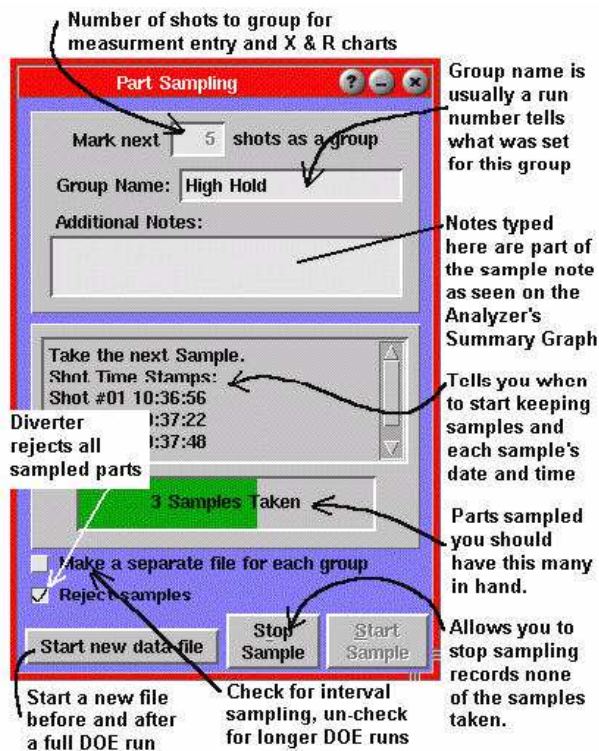 Number of shots to group for
measurment entry and X & R charts
Part Sampling
?
Mark next 5 shots as a group
Group Name: High Hold
Additional Notes:
Group name is
usually a run
number tells
what was set
for this group
Notes typed
here are part of
the sample note
as seen on the
Analyzer's
Summary Graph
Take the next Sample.
Shot Time Stamps:
Shot #01 10:36:56
0:37:22
0:37:48
Diverter
rejects all
sampled parts
Tells you when
to start keeping
samples and
each sample's
date and time
3 Samples Taken
Parts sampled
you should
have this many
in hand.
Make a separate file for each group
Reject samples
Start new data file
Stop
Sample
Start
Sample
Allows you to
stop sampling
records none
of the samples
taken.
Start a new file
before and after
a full DOE run
Check for interval
sampling, un-check
for longer DOE runs